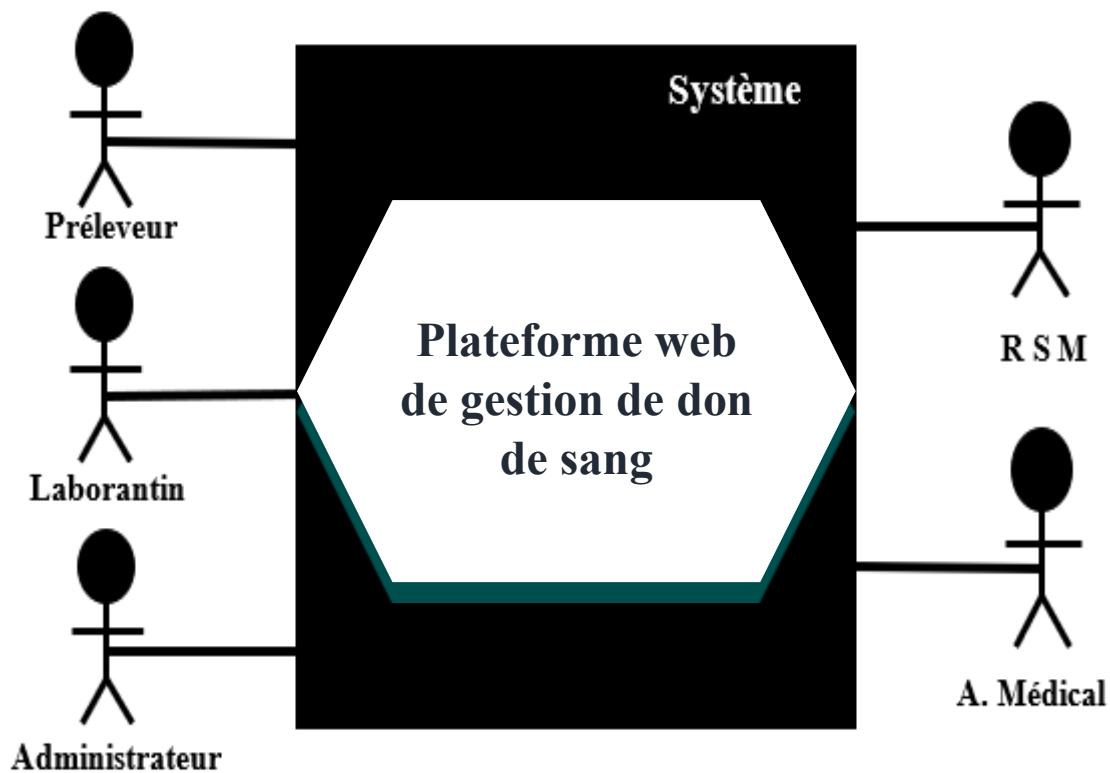 Système
Préleveur
Plateforme web
de gestion de don
de sang
R S M
Laborantin
A. Médical
Administrateur